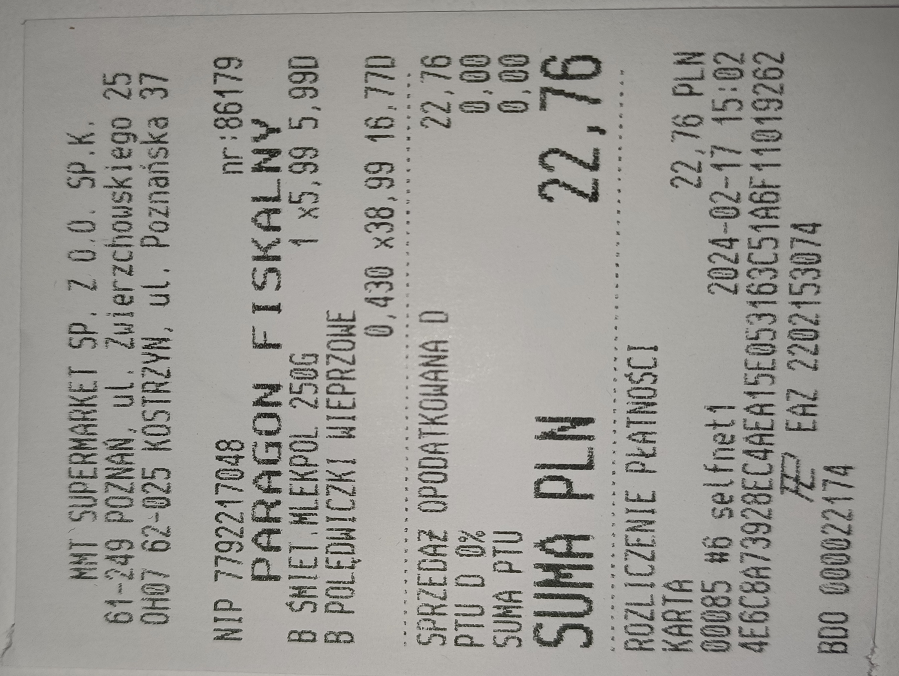 MMT SUPERMARKET SP. Z O.O. SP.K.
61-249 POZNAŃ, ul. Zwierzchowskiego 25
OH07 62-025 KOSTRZYN, ul. Poznańska 37
NIP 7792217048 nr:86179
PARAGON FISKALNY
B ŚMIET.MLEKPOL 250G 1 x5,99 5,99D
B POLĘDWICZKI WIEPRZOWE
0,430 x38,99 16,77D
SPRZEDAŻ OPODATKOWANA D 22,76
PTU D 0% 0,00
SUMA PTU 0,00
SUMA PLN 22,76
ROZLICZENIE PŁATNOŚCI
KARTA 22,76 PLN
00085 #6 selfnet1 2024-02-17 15:02
4E6C8A73928EC4AEA15E053163C51A6F11019262
EAZ 2202153074
BDO 000022174